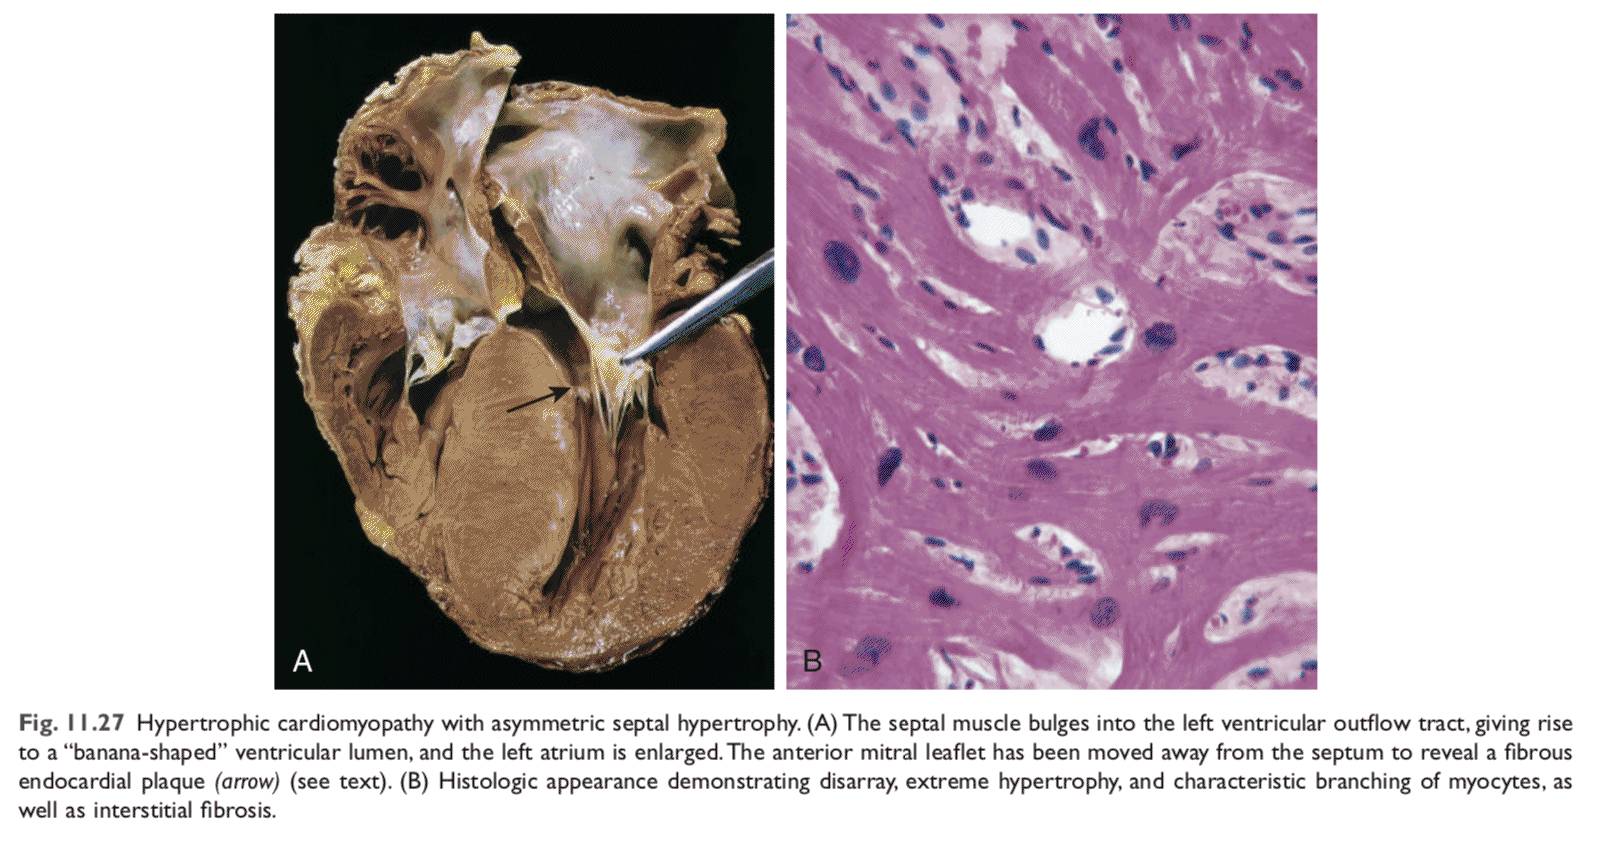 A
B
Fig. 11.27 Hypertrophic cardiomyopathy with asymmetric septal hypertrophy. (A) The septal muscle bulges into the left ventricular outflow tract, giving rise
to a “banana-shaped” ventricular lumen, and the left atrium is enlarged. The anterior mitral leaflet has been moved away from the septum to reveal a fibrous
endocardial plaque (arrow) (see text). (B) Histologic appearance demonstrating disarray, extreme hypertrophy, and characteristic branching of myocytes, as
well as interstitial fibrosis.